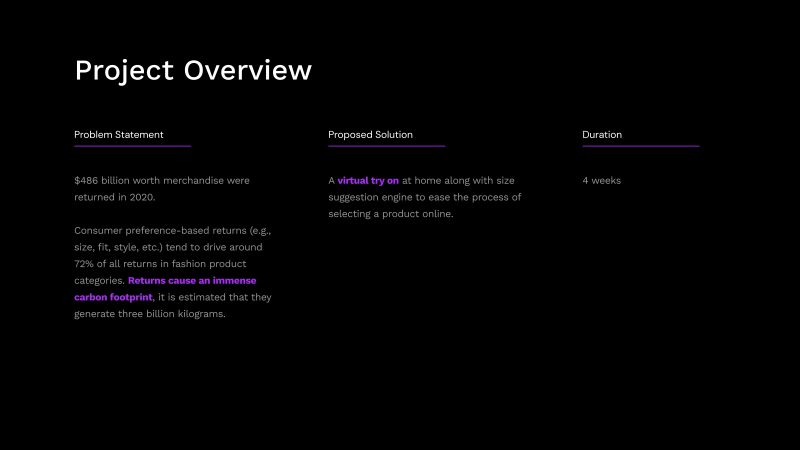 Project Overview
Problem Statement
$486 billion worth merchandise were
returned in 2020.
Consumer preference-based returns (e.g.,
size, fit, style, etc.) tend to drive around
72% of all returns in fashion product
categories. Returns cause an immense
carbon footprint, it is estimated that they
generate three billion kilograms.
Proposed Solution
A virtual try on at home along with size
suggestion engine to ease the process of
selecting a product online.
Duration
4 weeks